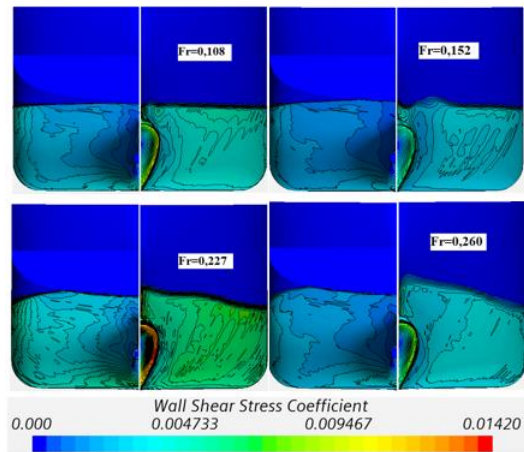 Fr=0,108
Fr=0,152
Fr=0,227
Fr=0,260
Wall Shear Stress Coefficient
0.000 0.004733 0.009467 0.01420